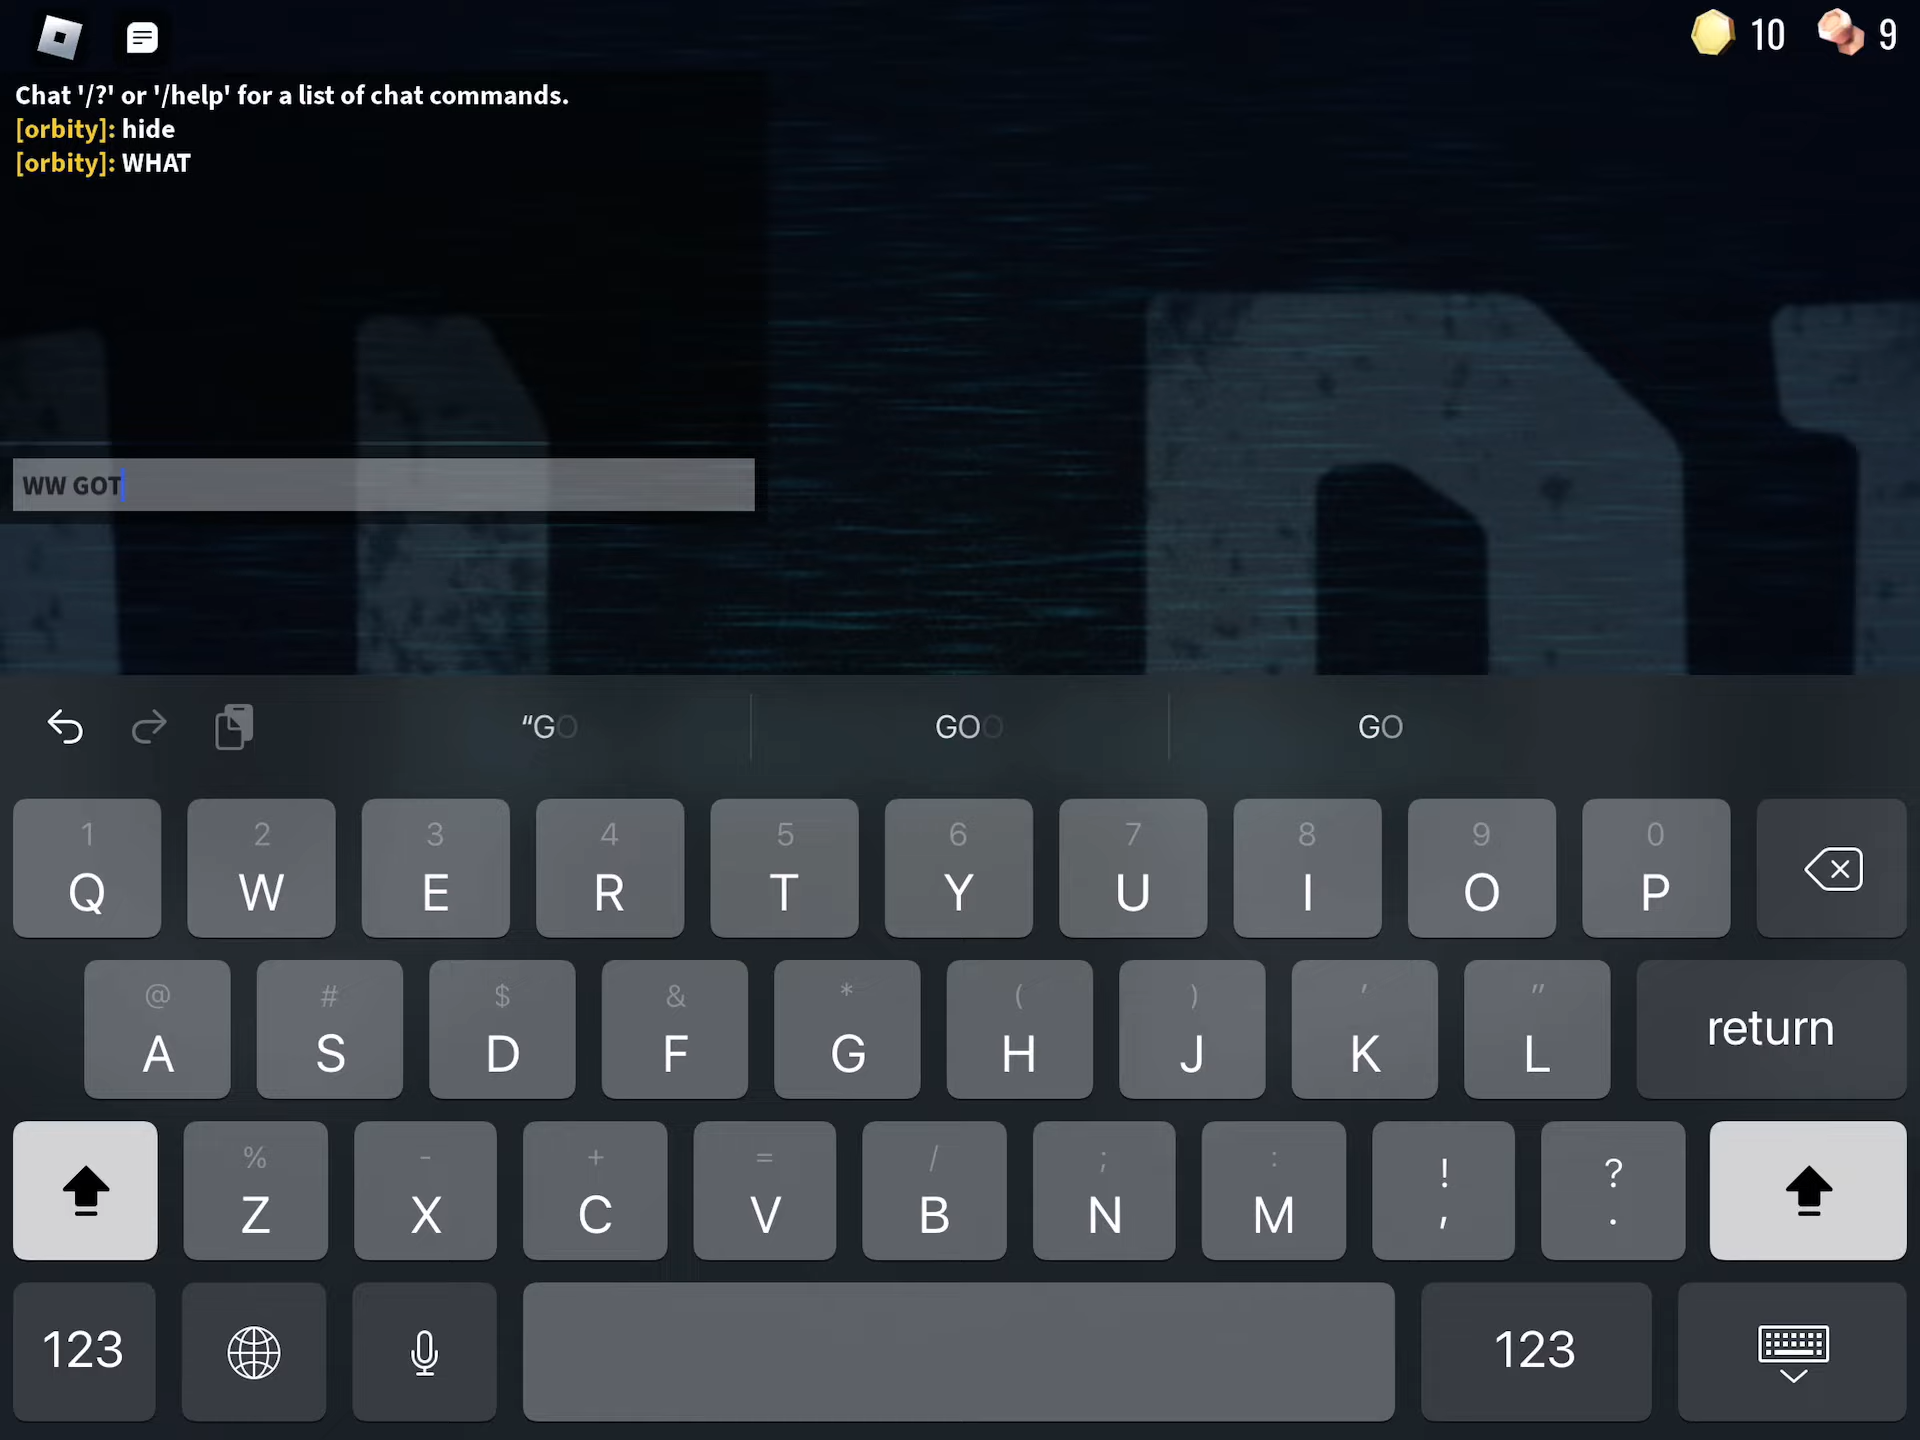 10 9
Chat '/?' or '/help' for a list of chat commands.
[orbity]: hide
[orbity]: WHAT
WW GOT
“GO GOO GO
1 2 3 4 5 6 7 8 9 0
Q W E R T Y U I O P
@ # $ & * ( ) ' "
A S D F G H J K L return
% - + = / ; : ! ?
Z X C V B N M , .
123 123